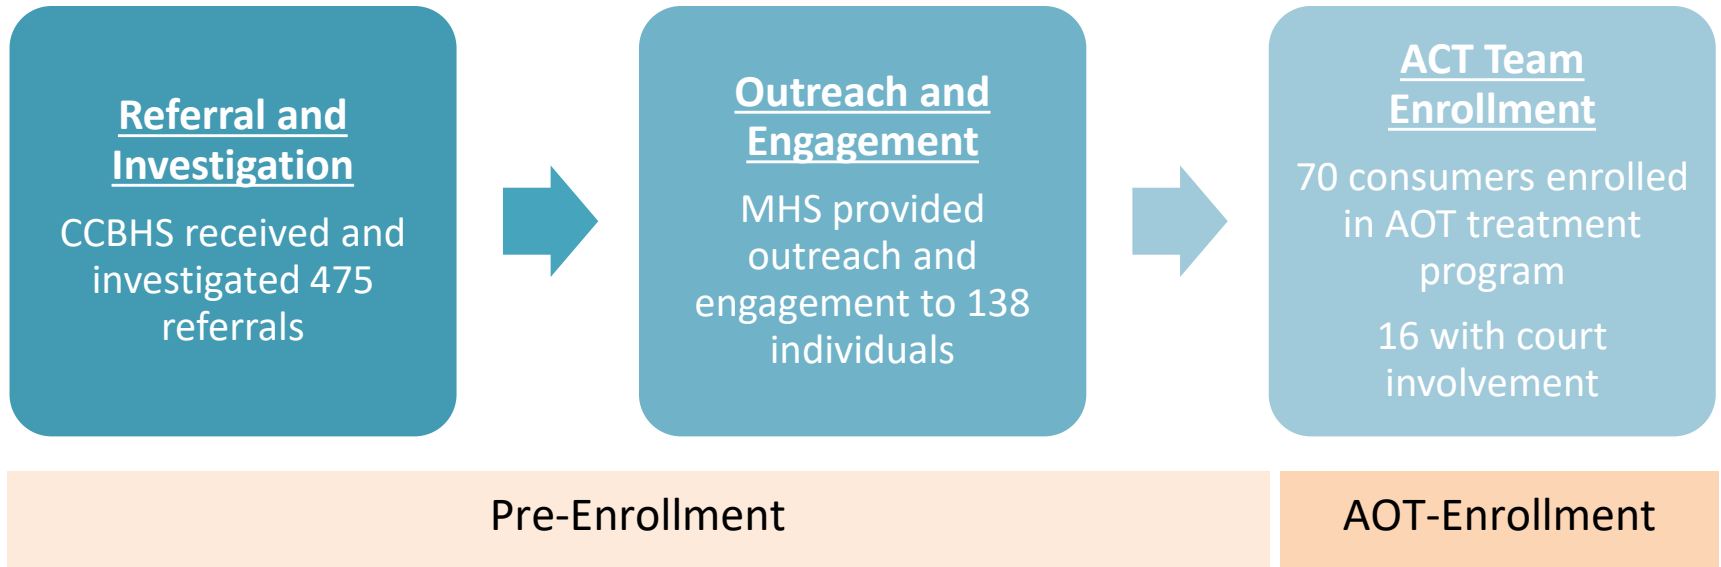 Referral and
Investigation
CCBHS received and
investigated 475
referrals
Outreach and
Engagement
MHS provided
outreach and
engagement to 138
individuals
ACT Team
Enrollment
70 consumers enrolled
in AOT treatment
program
16 with court
involvement
Pre-Enrollment
AOT-Enrollment